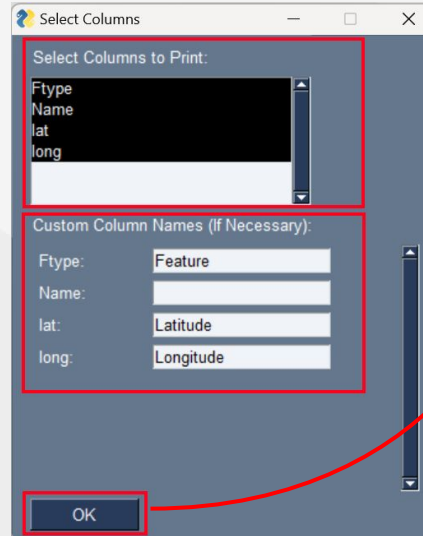 Select Columns
Select Columns to Print:
Ftype
Name
lat
long
Custom Column Names (If Necessary):
Ftype: Feature
Name:
lat: Latitude
long: Longitude
OK